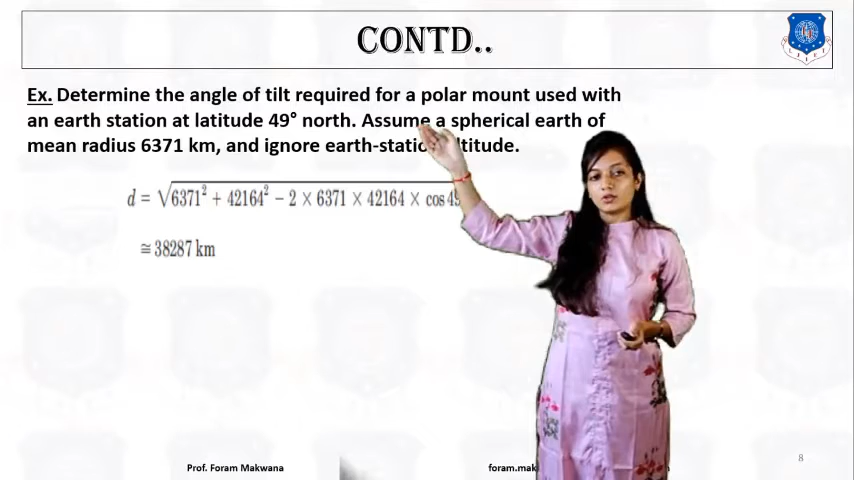 CONTD..
Ex. Determine the angle of tilt required for a polar mount used with
an earth station at latitude 49° north. Assume a spherical earth of
mean radius 6371 km, and ignore earth-station altitude.
d = √6371² + 42164² − 2 × 6371 × 42164 × cos 49
≅ 38287 km
Prof. Foram Makwana foram.mak
8